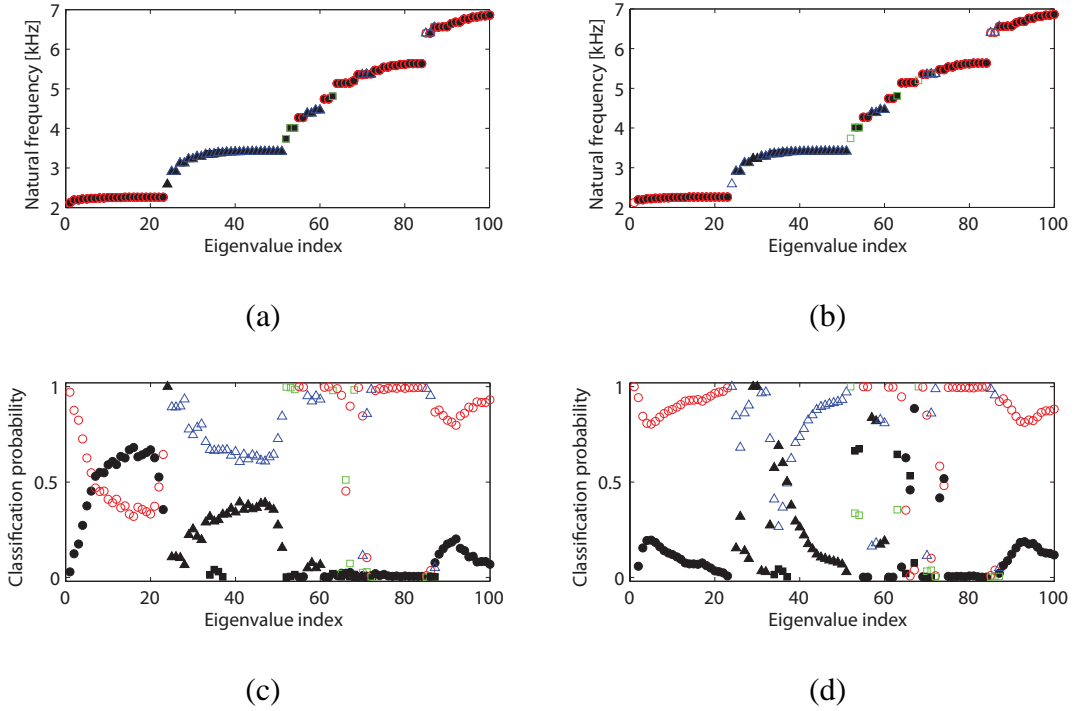 7
6
5
4
3
2
Natural frequency [kHz]
0 20 40 60 80 100
Eigenvalue index
(a)
7
6
5
4
3
2
Natural frequency [kHz]
0 20 40 60 80 100
Eigenvalue index
(b)
1
0.5
0
Classification probability
0 20 40 60 80 100
Eigenvalue index
(c)
1
0.5
0
Classification probability
0 20 40 60 80 100
Eigenvalue index
(d)